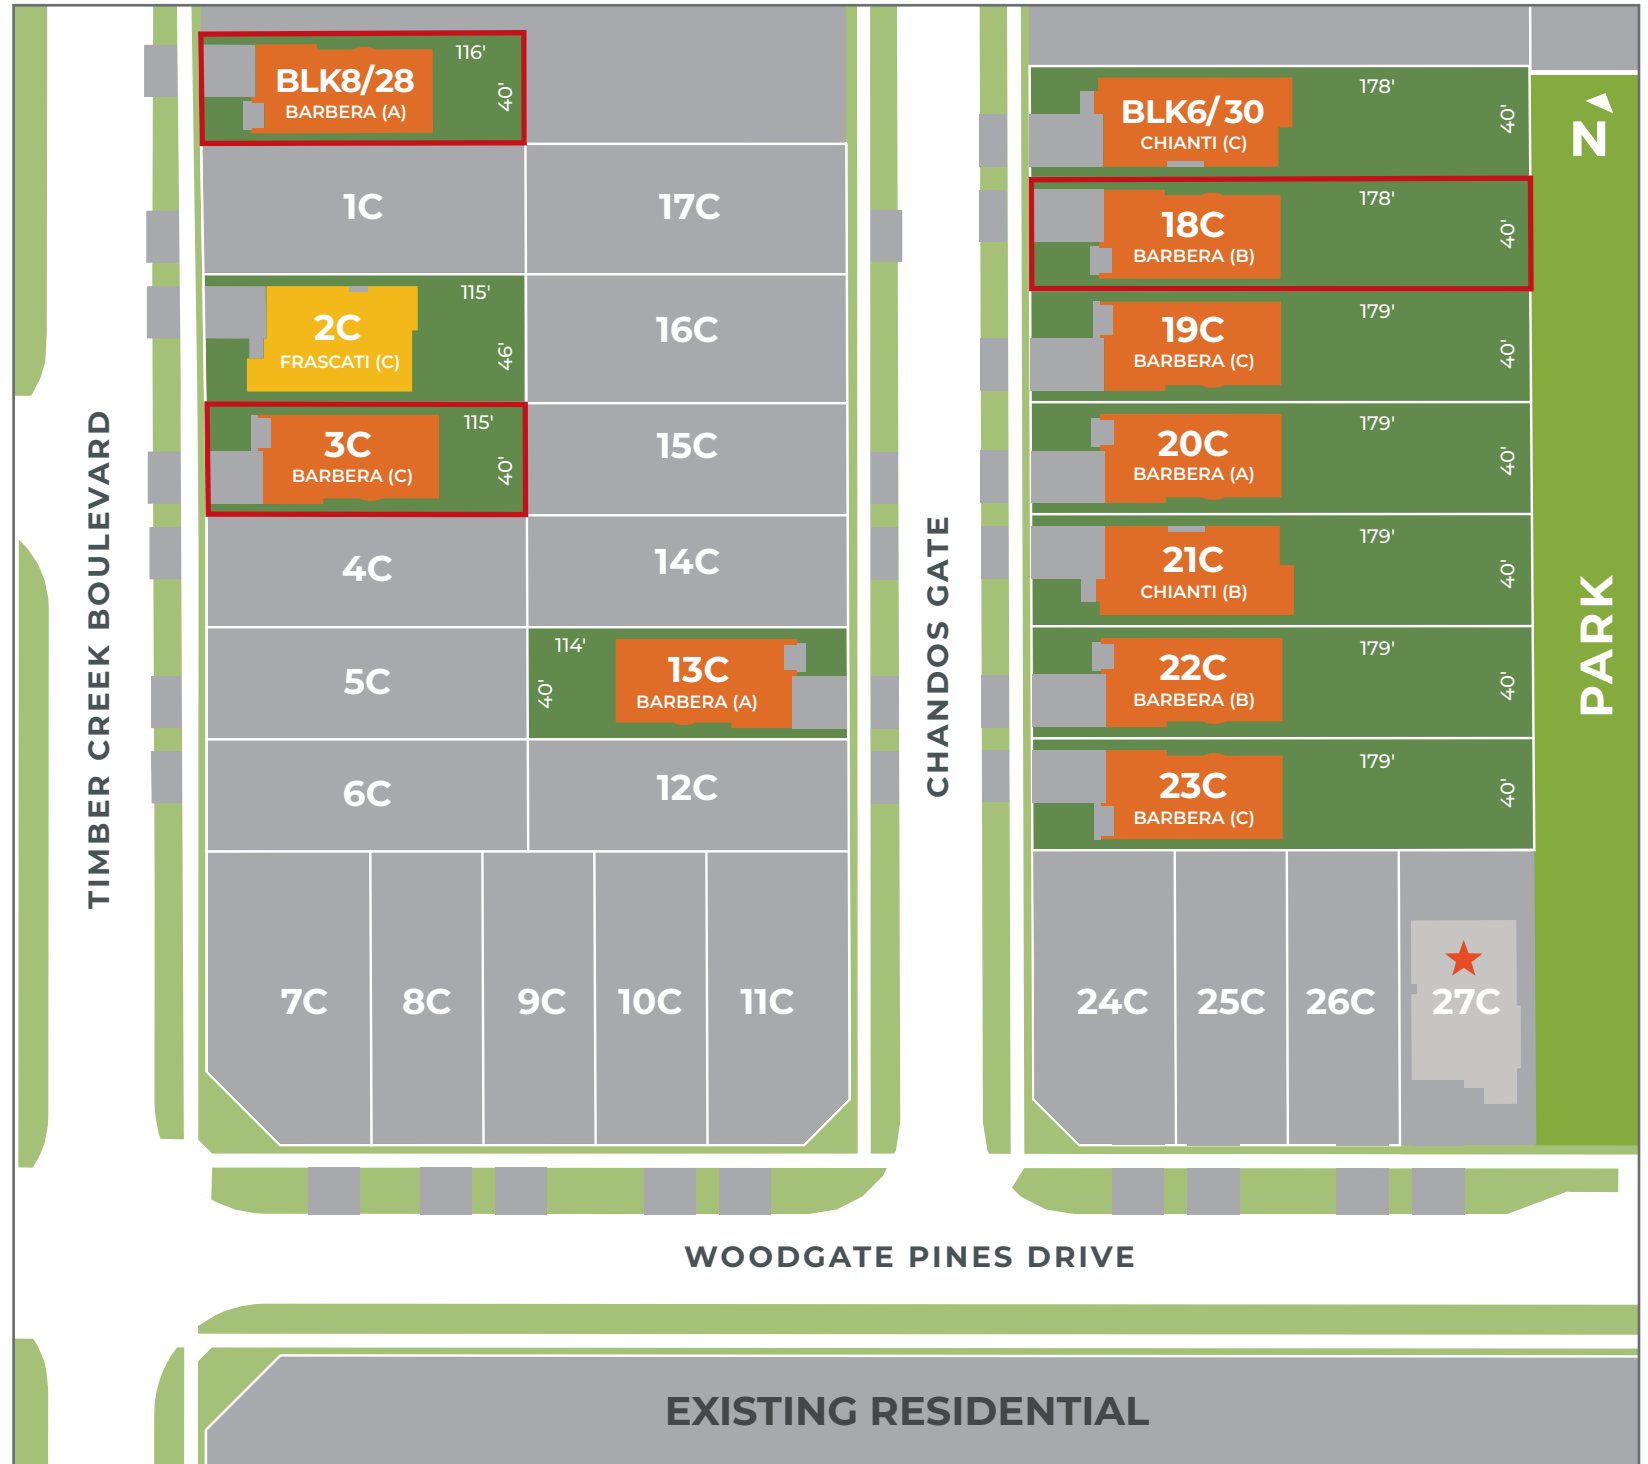 BLK8/28
BARBERA (A)
116'
40'
1C
17C
2C
FRASCATI (C)
115'
46'
16C
3C
BARBERA (C)
115'
40'
15C
4C
14C
5C
114'
40'
13C
BARBERA (A)
6C
12C
7C
8C
9C
10C
11C
TIMBER CREEK BOULEVARD
CHANDOS GATE
BLK6/30
CHIANTI (C)
178'
40'
18C
BARBERA (B)
178'
40'
19C
BARBERA (C)
179'
40'
20C
BARBERA (A)
179'
40'
21C
CHIANTI (B)
179'
40'
22C
BARBERA (B)
179'
40'
23C
BARBERA (C)
179'
40'
24C
25C
26C
27C
N
PARK
WOODGATE PINES DRIVE
EXISTING RESIDENTIAL